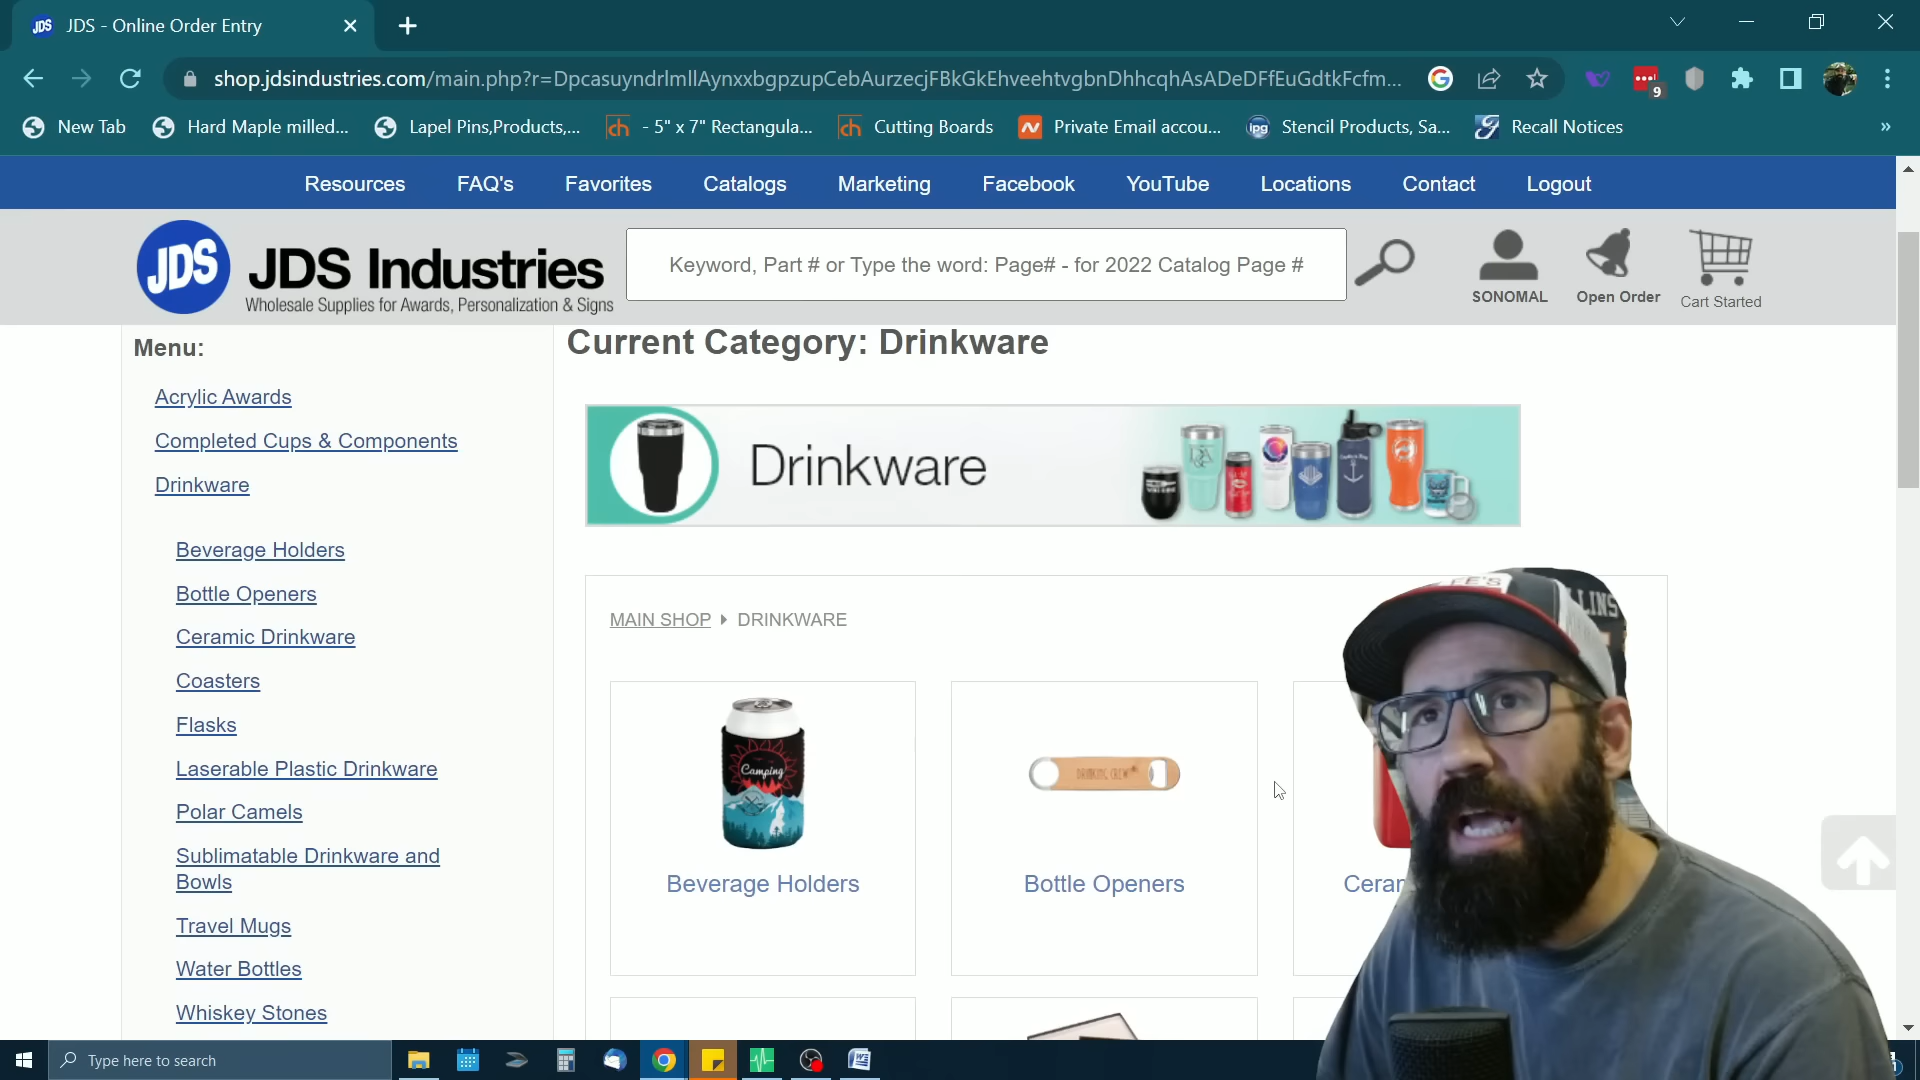 JDS JDS - Online Order Entry
shop.jdsindustries.com/main.php?r=DpcasuyndrlmllAynxxbgpzupCebAurzecjFBkGkEhveehtvgbnDhhcqhAsADeDFfEuGdtkFcfm...
9
New Tab
Hard Maple milled...
Lapel Pins,Products,...
- 5" x 7" Rectangula...
Cutting Boards
Private Email accou...
ipg Stencil Products, Sa...
Recall Notices
»
Resources
FAQ's
Favorites
Catalogs
Marketing
Facebook
YouTube
Locations
Contact
Logout
JDS JDS Industries
Wholesale Supplies for Awards, Personalization & Signs
Keyword, Part # or Type the word: Page# - for 2022 Catalog Page #
SONOMAL
Open Order
Cart Started
Menu:
Acrylic Awards
Completed Cups & Components
Drinkware
Beverage Holders
Bottle Openers
Ceramic Drinkware
Coasters
Flasks
Laserable Plastic Drinkware
Polar Camels
Sublimatable Drinkware and
Bowls
Travel Mugs
Water Bottles
Whiskey Stones
Current Category: Drinkware
Drinkware
MAIN SHOP
DRINKWARE
Camping
DRINKING CREW
Beverage Holders
Bottle Openers
Type here to search